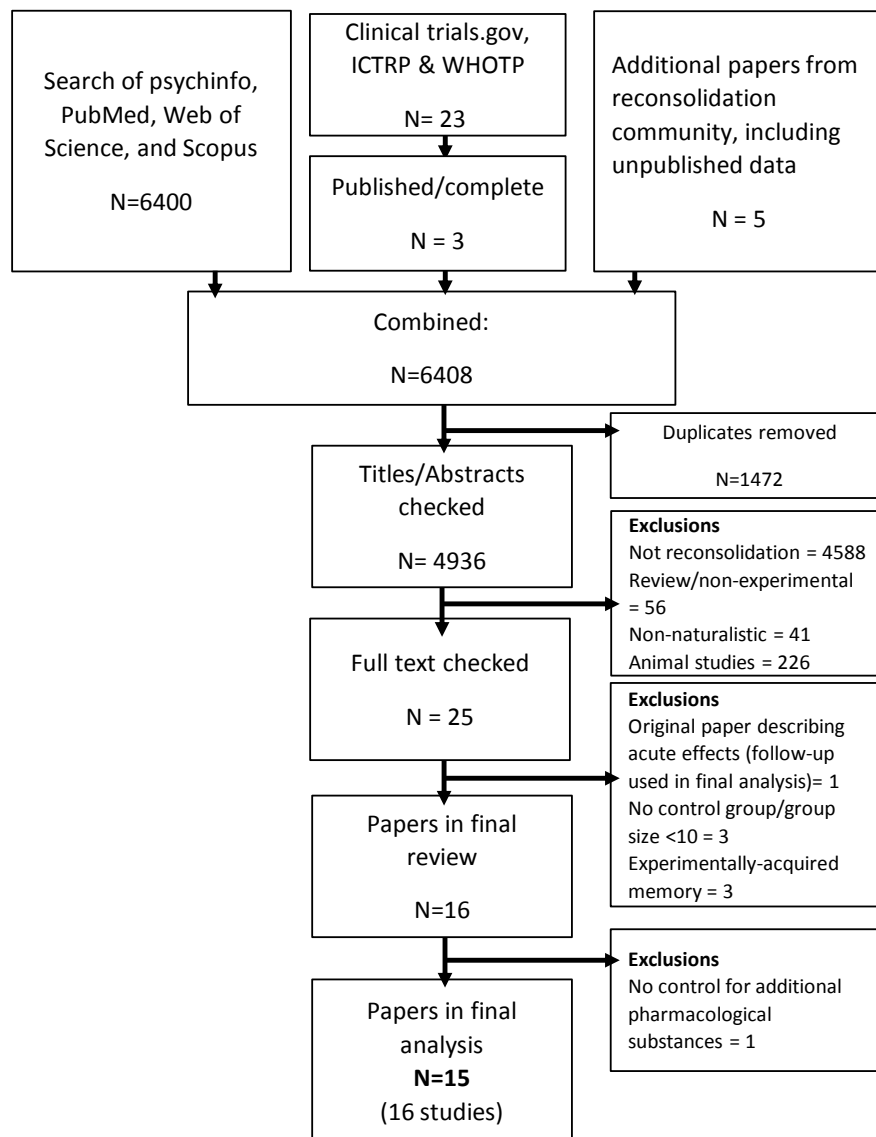 Search of psychinfo,
PubMed, Web of
Science, and Scopus
N=6400
Clinical trials.gov,
ICTRP & WHOTP
N= 23
Published/complete
N = 3
Additional papers from
reconsolidation
community, including
unpublished data
N = 5
Combined:
N=6408
Duplicates removed
N=1472
Titles/Abstracts
checked
N= 4936
Exclusions
Not reconsolidation = 4588
Review/non-experimental
= 56
Non-naturalistic = 41
Animal studies = 226
Full text checked
N = 25
Exclusions
Original paper describing
acute effects (follow-up
used in final analysis)= 1
No control group/group
size <10 = 3
Experimentally-acquired
memory = 3
Papers in final
review
N=16
Exclusions
No control for additional
pharmacological
substances = 1
Papers in final
analysis
N=15
(16 studies)